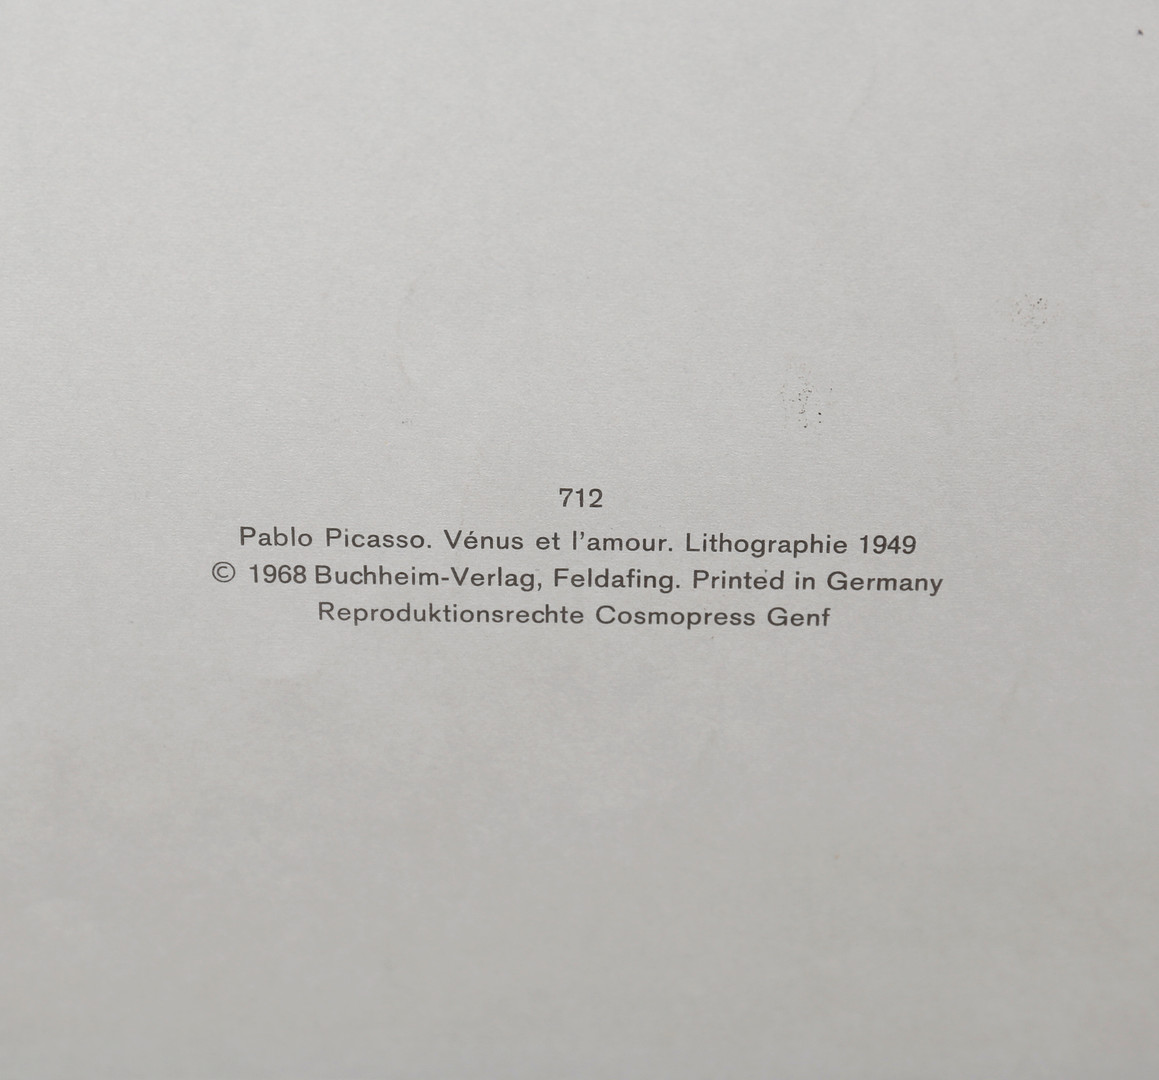 712
Pablo Picasso. Vénus et l'amour. Lithographie 1949
© 1968 Buchheim-Verlag, Feldafing. Printed in Germany
Reproduktionsrechte Cosmopress Genf